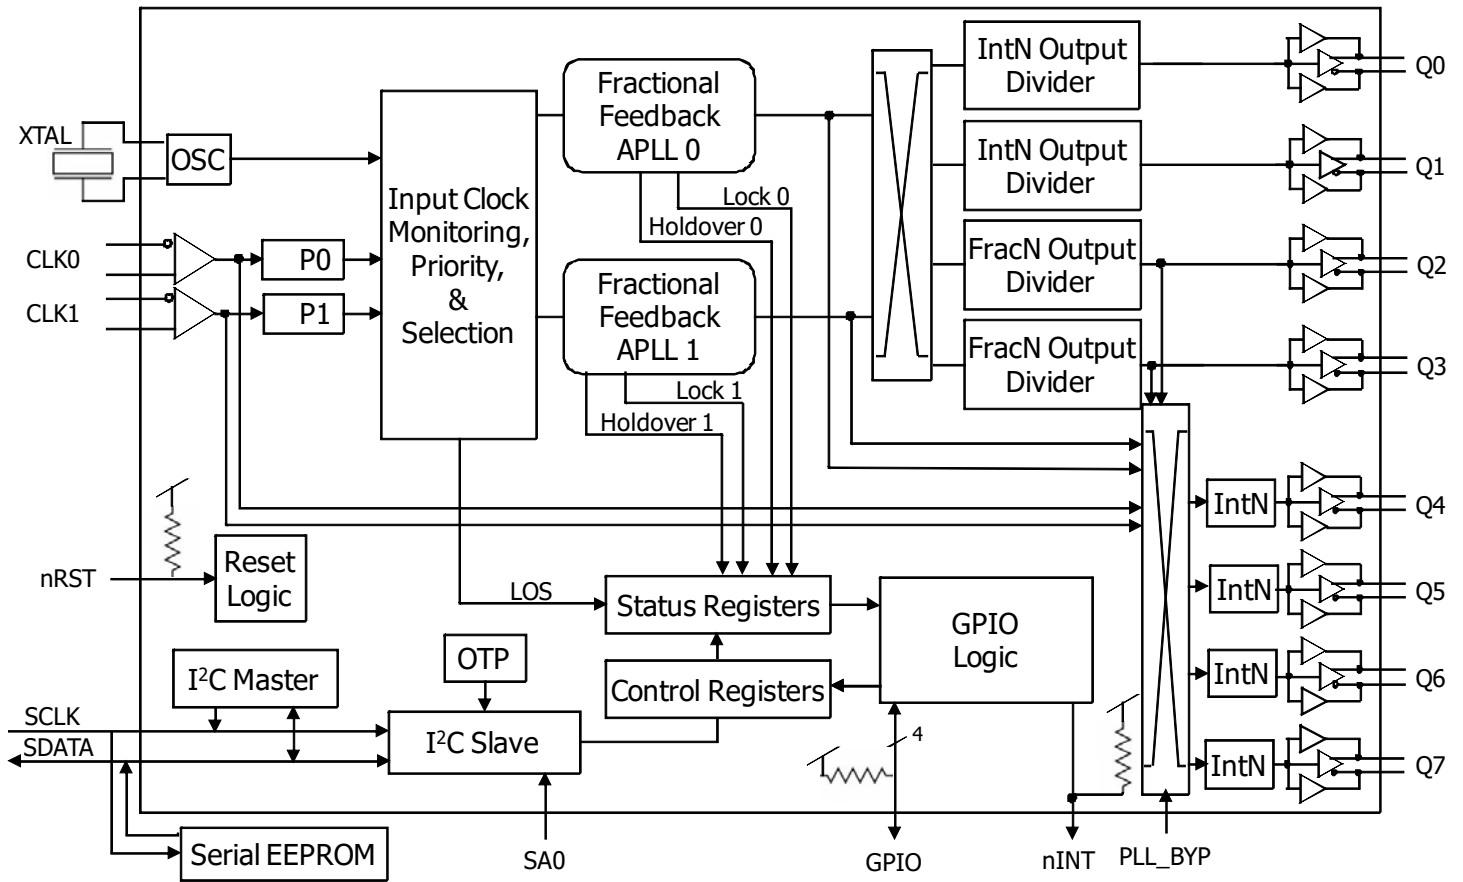 IntN Output
Divider
Q0
Fractional
Feedback
APLL 0
XTAL
OSC
IntN Output
Divider
Q1
Input Clock
Monitoring,
Priority,
&
Selection
Lock 0
Holdover 0
CLK0
P0
FracN Output
Divider
Q2
CLK1
P1
Fractional
Feedback
APLL 1
FracN Output
Divider
Q3
Lock 1
Holdover 1
IntN
Q4
nRST
Reset
Logic
LOS
Status Registers
GPIO
Logic
IntN
Q5
OTP
I²C Master
Control Registers
IntN
Q6
SCLK
SDATA
I²C Slave
4
IntN
Q7
Serial EEPROM
SA0
GPIO
nINT
PLL_BYP